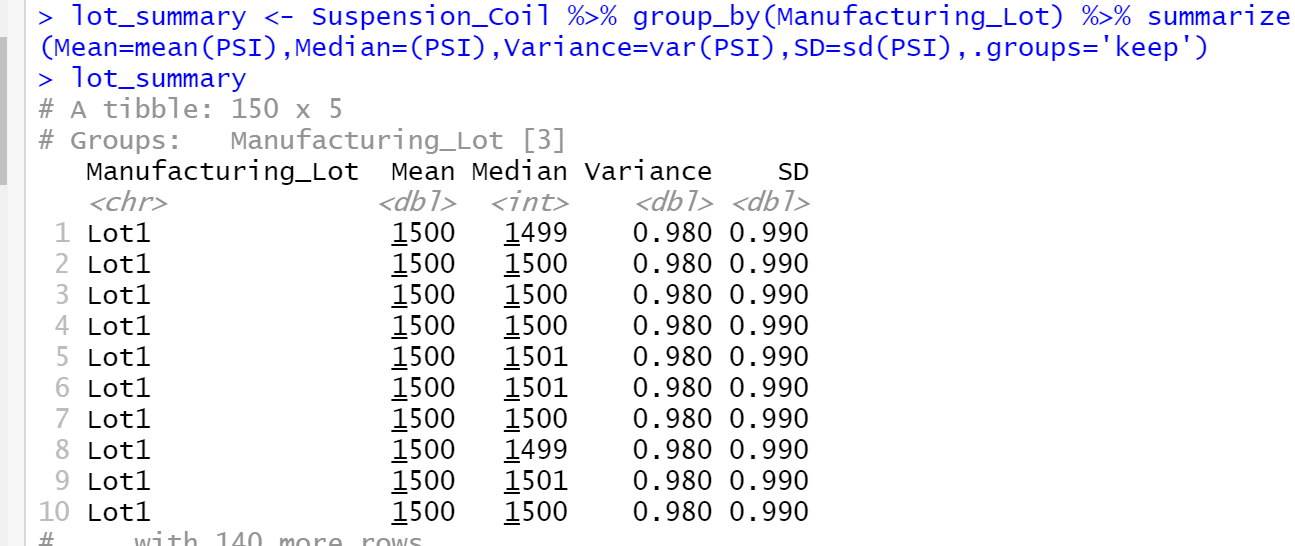 > lot_summary <- Suspension_Coil %>% group_by(Manufacturing_Lot) %>% summarize
(Mean=mean(PSI),Median=(PSI),Variance=var(PSI),SD=sd(PSI),.groups='keep')
> lot_summary
# A tibble: 150 x 5
# Groups:   Manufacturing_Lot [3]
   Manufacturing_Lot  Mean Median Variance    SD
   <chr>             <dbl>  <int>    <dbl> <dbl>
 1 Lot1               1500   1499    0.980 0.990
 2 Lot1               1500   1500    0.980 0.990
 3 Lot1               1500   1500    0.980 0.990
 4 Lot1               1500   1500    0.980 0.990
 5 Lot1               1500   1501    0.980 0.990
 6 Lot1               1500   1501    0.980 0.990
 7 Lot1               1500   1500    0.980 0.990
 8 Lot1               1500   1499    0.980 0.990
 9 Lot1               1500   1501    0.980 0.990
10 Lot1               1500   1500    0.980 0.990
#     with 140 more rows